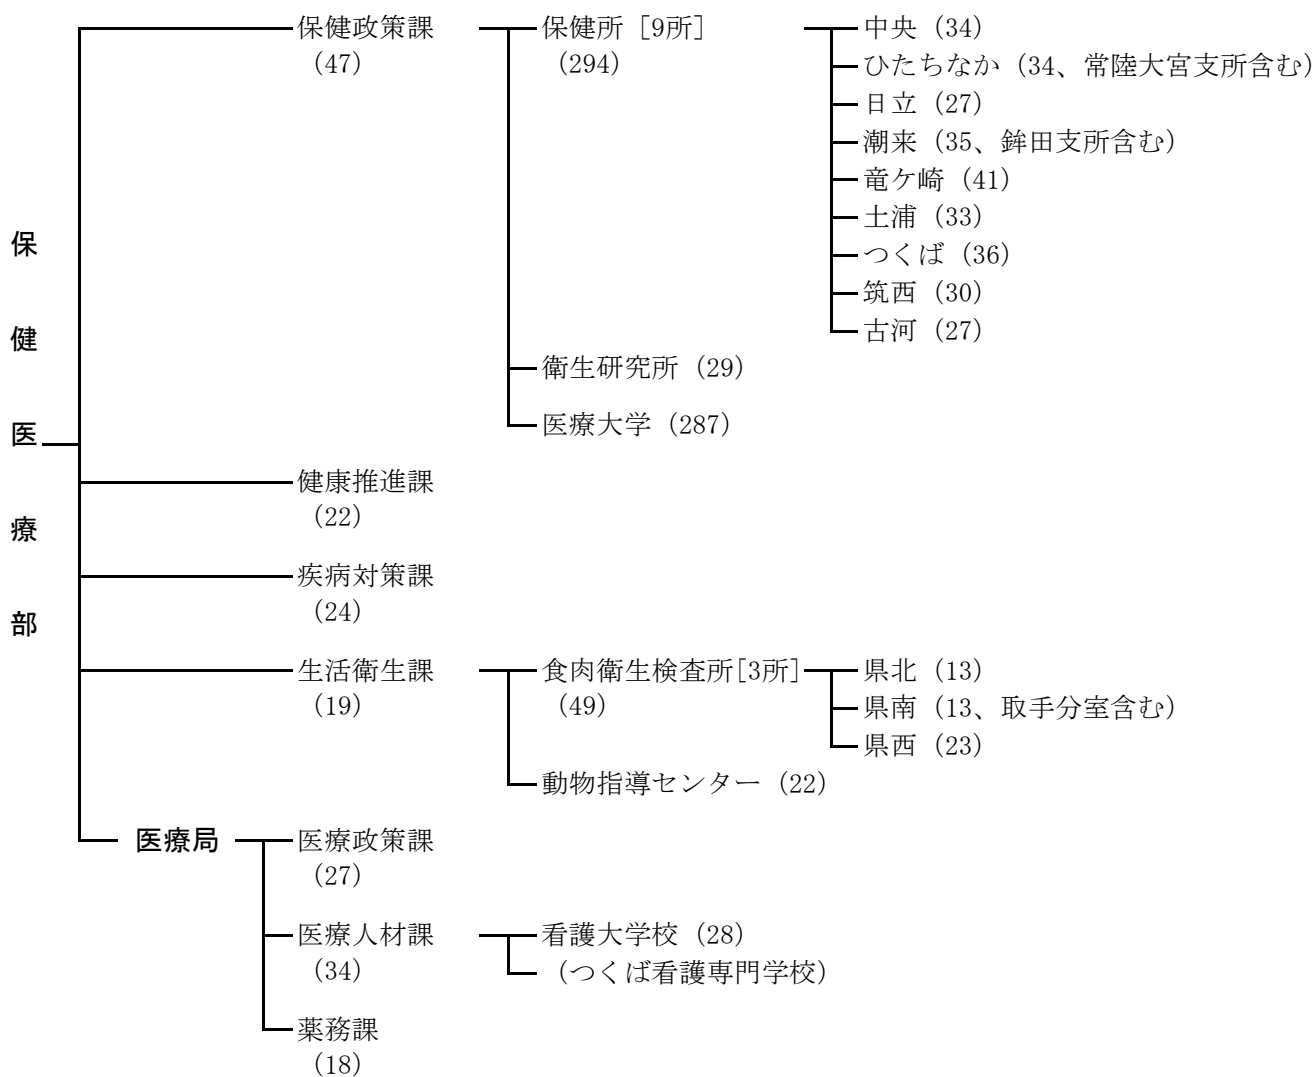 保健医療部
保健政策課
(47)
保健所［9所］
(294)
中央（34）
ひたちなか（34、常陸大宮支所含む）
日立（27）
潮来（35、鉾田支所含む）
竜ケ崎（41）
土浦（33）
つくば（36）
筑西（30）
古河（27）
衛生研究所（29）
医療大学（287）
健康推進課
（22）
疾病対策課
（24）
生活衛生課
（19）
食肉衛生検査所[3所]
（49）
県北（13）
県南（13、取手分室含む）
県西（23）
動物指導センター（22）
医療局
医療政策課
（27）
医療人材課
（34）
看護大学校（28）
（つくば看護専門学校）
薬務課
（18）